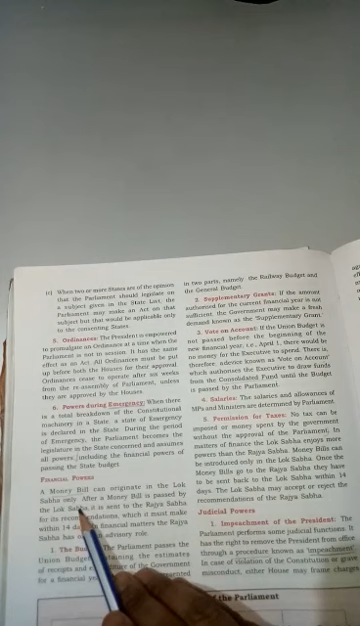 (c) When two or more States are of the opinion
that the Parliament should legislate on
a subject given in the State List, the
Parliament may make an Act on that
subject but that would be applicable only
to the consenting States.
5. Ordinances: The President is empowered
to promulgate an Ordinance at a time when the
Parliament is not in session. It has the same
effect as an Act. All Ordinances must be put
up before both the Houses for their approval.
Ordinances cease to operate after six weeks
from the re-assembly of Parliament, unless
they are approved by the Houses.
6. Powers during Emergency: When there
is a total breakdown of the Constitutional
machinery in a State, a state of Emergency
is declared in the State. During the period
of Emergency, the Parliament becomes the
legislature in the State concerned and assumes
all powers, including the financial powers of
passing the State budget.
FINANCIAL POWERS
A Money Bill can originate in the Lok
Sabha only. After a Money Bill is passed by
the Lok Sabha, it is sent to the Rajya Sabha
for its recommendations, which it must make
within 14 days. In financial matters the Rajya
Sabha has an advisory role.
1. The Parliament passes the
Union Budget containing the estimates
of receipts and of the Government
for a financial
in two parts, namely the Railway Budget and
the General Budget.
2. Supplementary Grants: If the amount
authorised for the current financial year is not
sufficient, the Government may make a fresh
demand known as the 'Supplementary Grant.'
3. Vote on Account: If the Union Budget is
not passed before the beginning of the
new financial year, i.e., April 1, there would be
no money for the Executive to spend. There is,
therefore, a device known as 'Vote on Account'
which authorises the Executive to draw funds
from the Consolidated Fund until the Budget
is passed by the Parliament.
4. Salaries: The salaries and allowances of
MPs and Ministers are determined by Parliament.
5. Permission for Taxes: No tax can be
imposed or money spent by the government
without the approval of the Parliament. In
matters of finance the Lok Sabha enjoys more
powers than the Rajya Sabha. Money Bills can
be introduced only in the Lok Sabha. Once the
Money Bills go to the Rajya Sabha they have
to be sent back to the Lok Sabha within 14
days. The Lok Sabha may accept or reject the
recommendations of the Rajya Sabha.
Judicial Powers
1. Impeachment of the President: The
Parliament performs some judicial functions. It
has the right to remove the President from office
through a procedure known as 'impeachment'.
In case of violation of the Constitution or grave
misconduct, either House may frame charges
of the Parliament